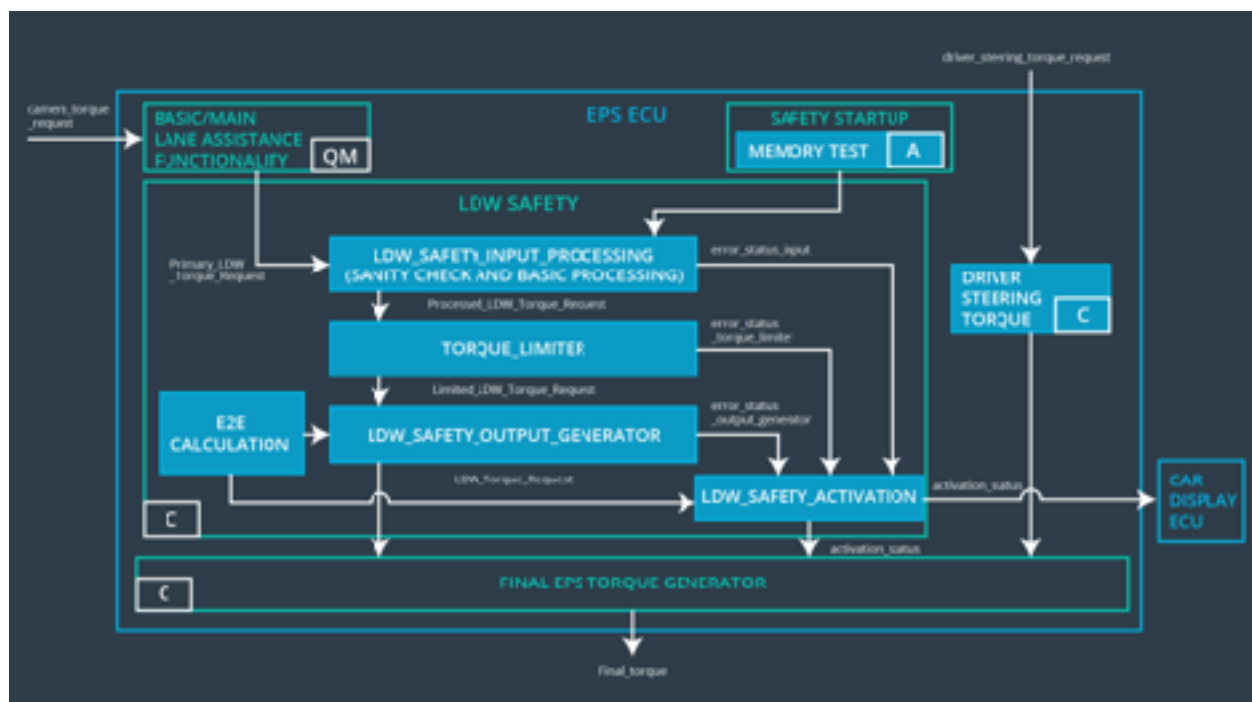 driver_steering_torque_request
camera_torque
_request
BASIC/MAIN
LANE ASSISTANCE
FUNCTIONALITY
QM
EPS ECU
SAFETY STARTUP
MEMORY TEST
A
LDW SAFETY
Primary_LDW
_Torque_Request
LDW_SAFETY_INPUT_PROCESSING
(SANITY CHECK AND BASIC PROCESSING)
error_status_input
DRIVER
STEERING
TORQUE
C
Processed_LDW_Torque_Request
TORQUE_LIMITER
error_status
_torque_limiter
Limited_LDW_Torque_Request
E2E
CALCULATION
LDW_SAFETY_OUTPUT_GENERATOR
error_status
_output_generator
LDW_Torque_Request
LDW_SAFETY_ACTIVATION
activation_satus
CAR
DISPLAY
ECU
C
activation_satus
C
FINAL EPS TORQUE GENERATOR
Final_torque